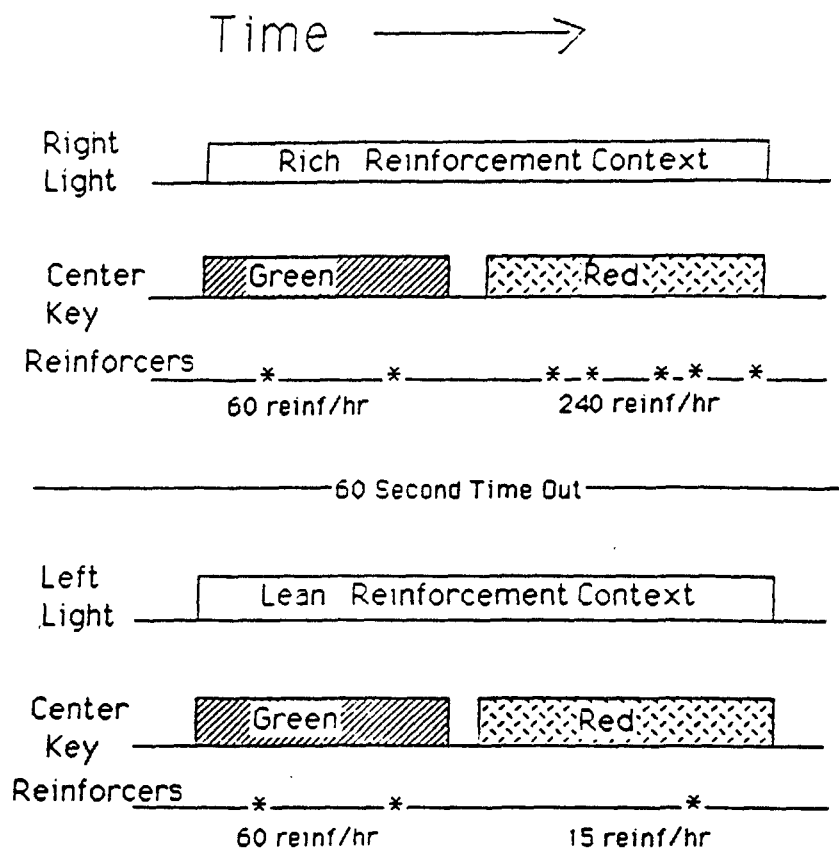 Time
Right Light
Rich Reinforcement Context
Center Key
Green
Red
Reinforcers
* * * * * * *
60 reinf/hr
240 reinf/hr
60 Second Time Out
Left Light
Lean Reinforcement Context
Center Key
Green
Red
Reinforcers
* * *
60 reinf/hr
15 reinf/hr